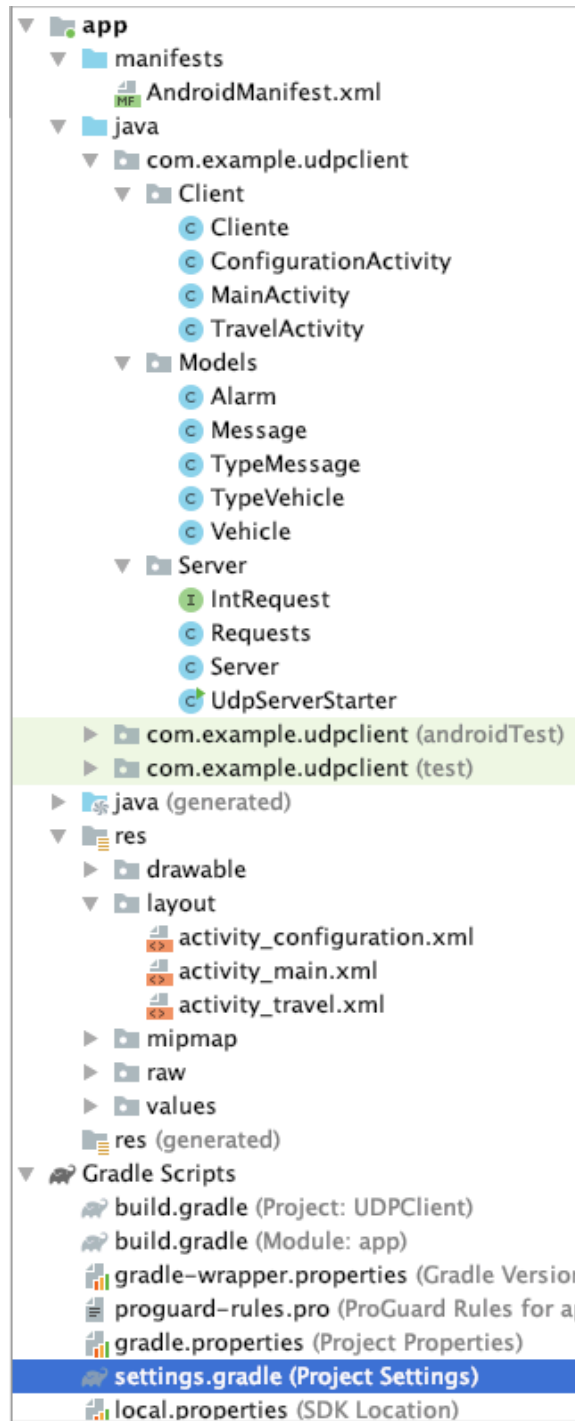 app
manifests
MF AndroidManifest.xml
java
com.example.udpclient
Client
C Cliente
C ConfigurationActivity
C MainActivity
C TravelActivity
Models
C Alarm
C Message
C TypeMessage
C TypeVehicle
C Vehicle
Server
I IntRequest
C Requests
C Server
C UdpServerStarter
com.example.udpclient (androidTest)
com.example.udpclient (test)
java (generated)
res
drawable
layout
<> activity_configuration.xml
<> activity_main.xml
<> activity_travel.xml
mipmap
raw
values
res (generated)
Gradle Scripts
build.gradle (Project: UDPClient)
build.gradle (Module: app)
gradle-wrapper.properties (Gradle Version
proguard-rules.pro (ProGuard Rules for ap
gradle.properties (Project Properties)
settings.gradle (Project Settings)
local.properties (SDK Location)